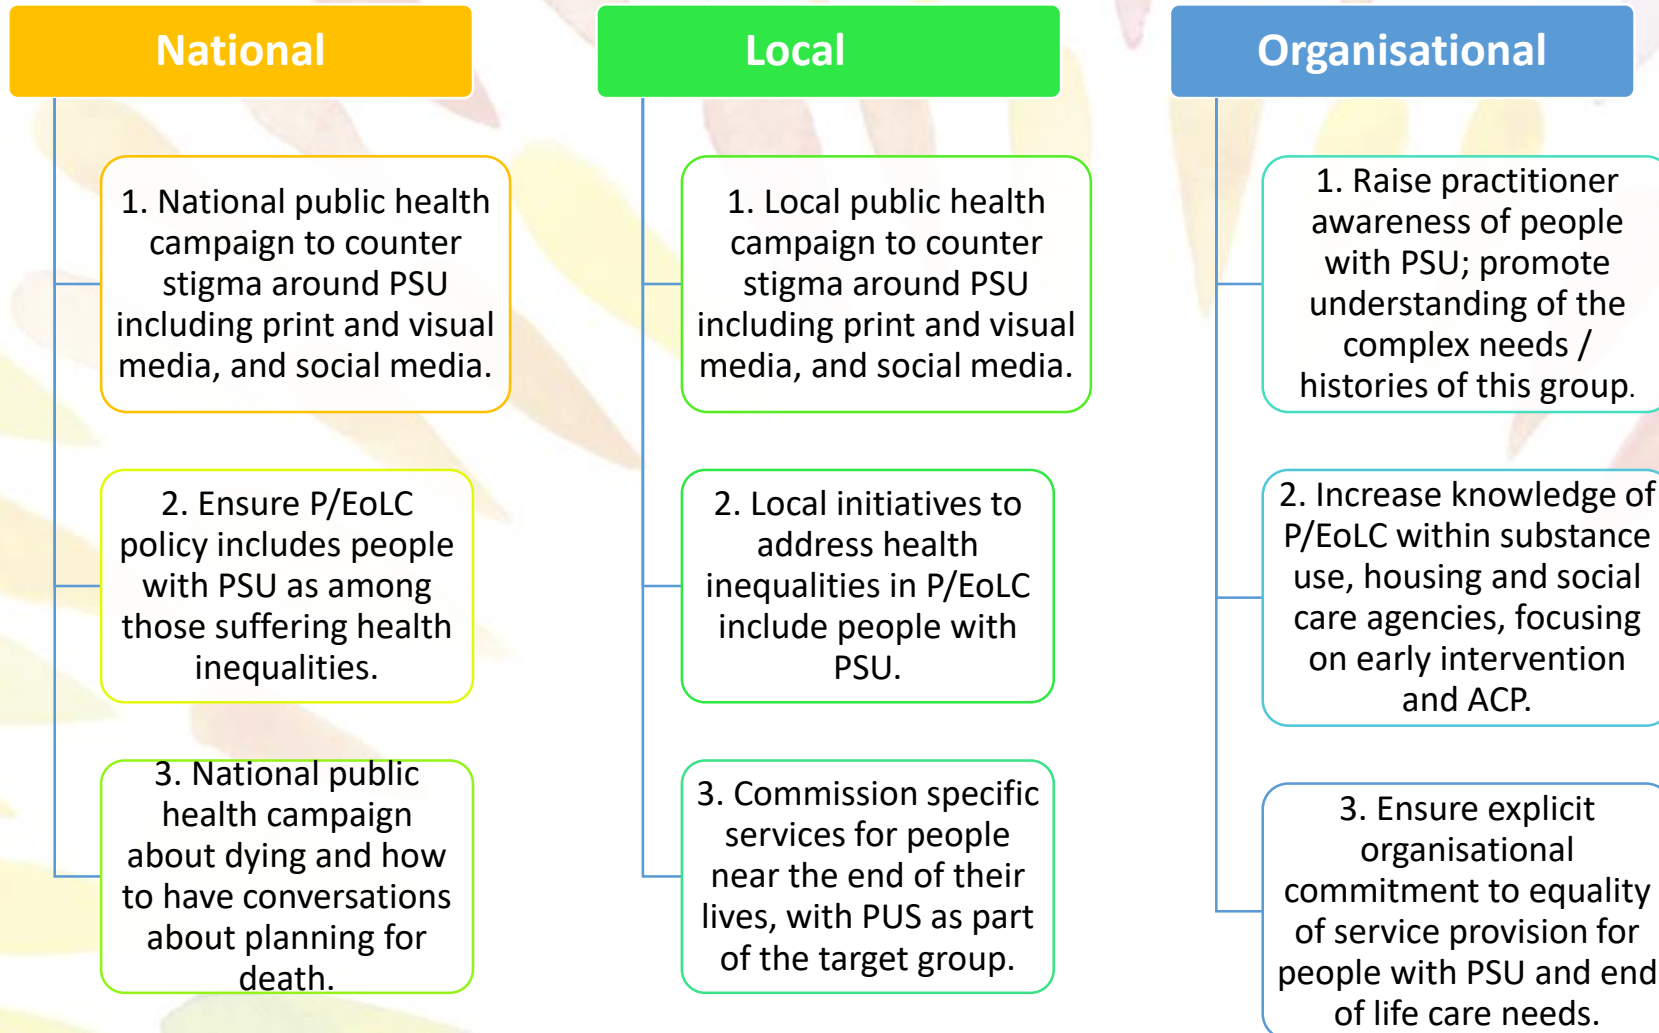 National
1. National public health
campaign to counter
stigma around PSU
including print and visual
media, and social media.
2. Ensure P/EoLC
policy includes people
with PSU as among
those suffering health
inequalities.
3. National public
health campaign
about dying and how
to have conversations
about planning for
death.
Local
1. Local public health
campaign to counter
stigma around PSU
including print and visual
media, and social media.
2. Local initiatives to
address health
inequalities in P/EoLC
include people with
PSU.
3. Commission specific
services for people
near the end of their
lives, with PUS as part
of the target group.
Organisational
1. Raise practitioner
awareness of people
with PSU; promote
understanding of the
complex needs /
histories of this group.
2. Increase knowledge of
P/EoLC within substance
use, housing and social
care agencies, focusing
on early intervention
and ACP.
3. Ensure explicit
organisational
commitment to equality
of service provision for
people with PSU and end
of life care needs.